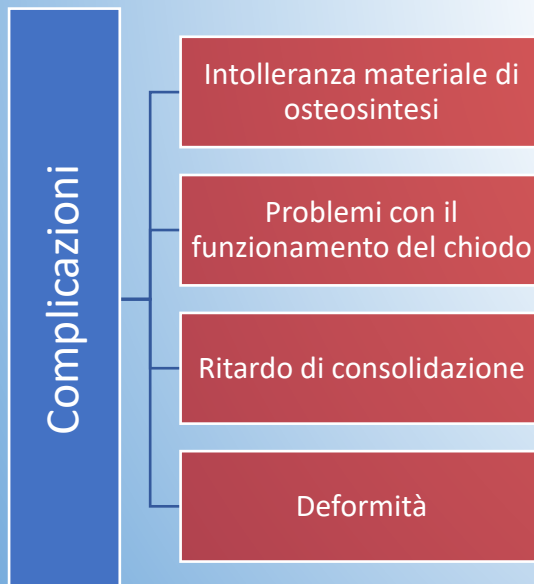 Complicazioni
Intolleranza materiale di
osteosintesi
Problemi con il
funzionamento del chiodo
Ritardo di consolidazione
Deformità